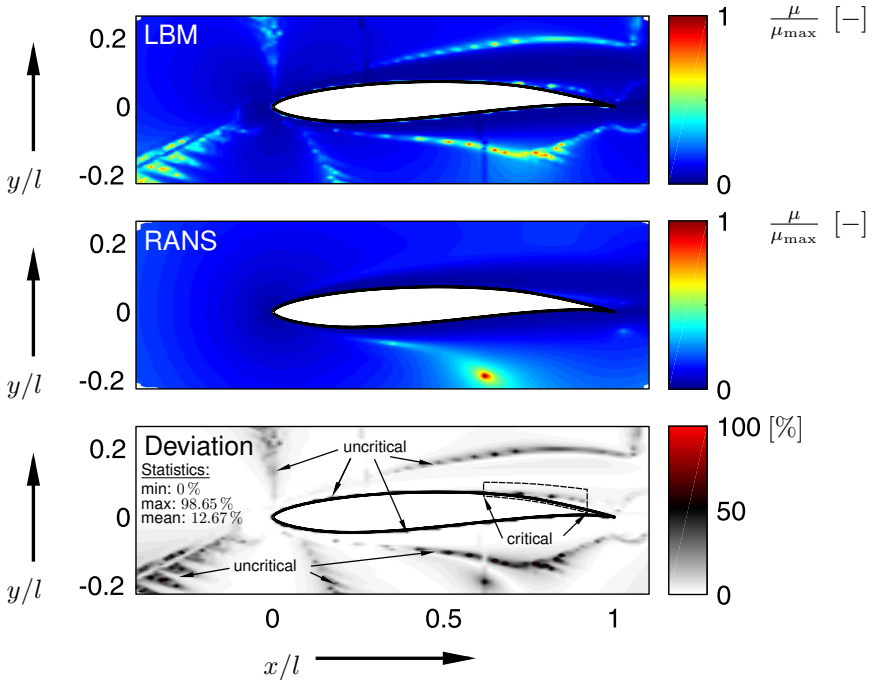 LBM
0.2
0
-0.2
y/l
1
0
μ/μmax [−]
RANS
0.2
0
-0.2
y/l
1
0
μ/μmax [−]
Deviation
Statistics:
min: 0 %
max: 98.65 %
mean: 12.67 %
uncritical
critical
uncritical
0.2
0
-0.2
y/l
100 [%]
50
0
0 0.5 1
x/l